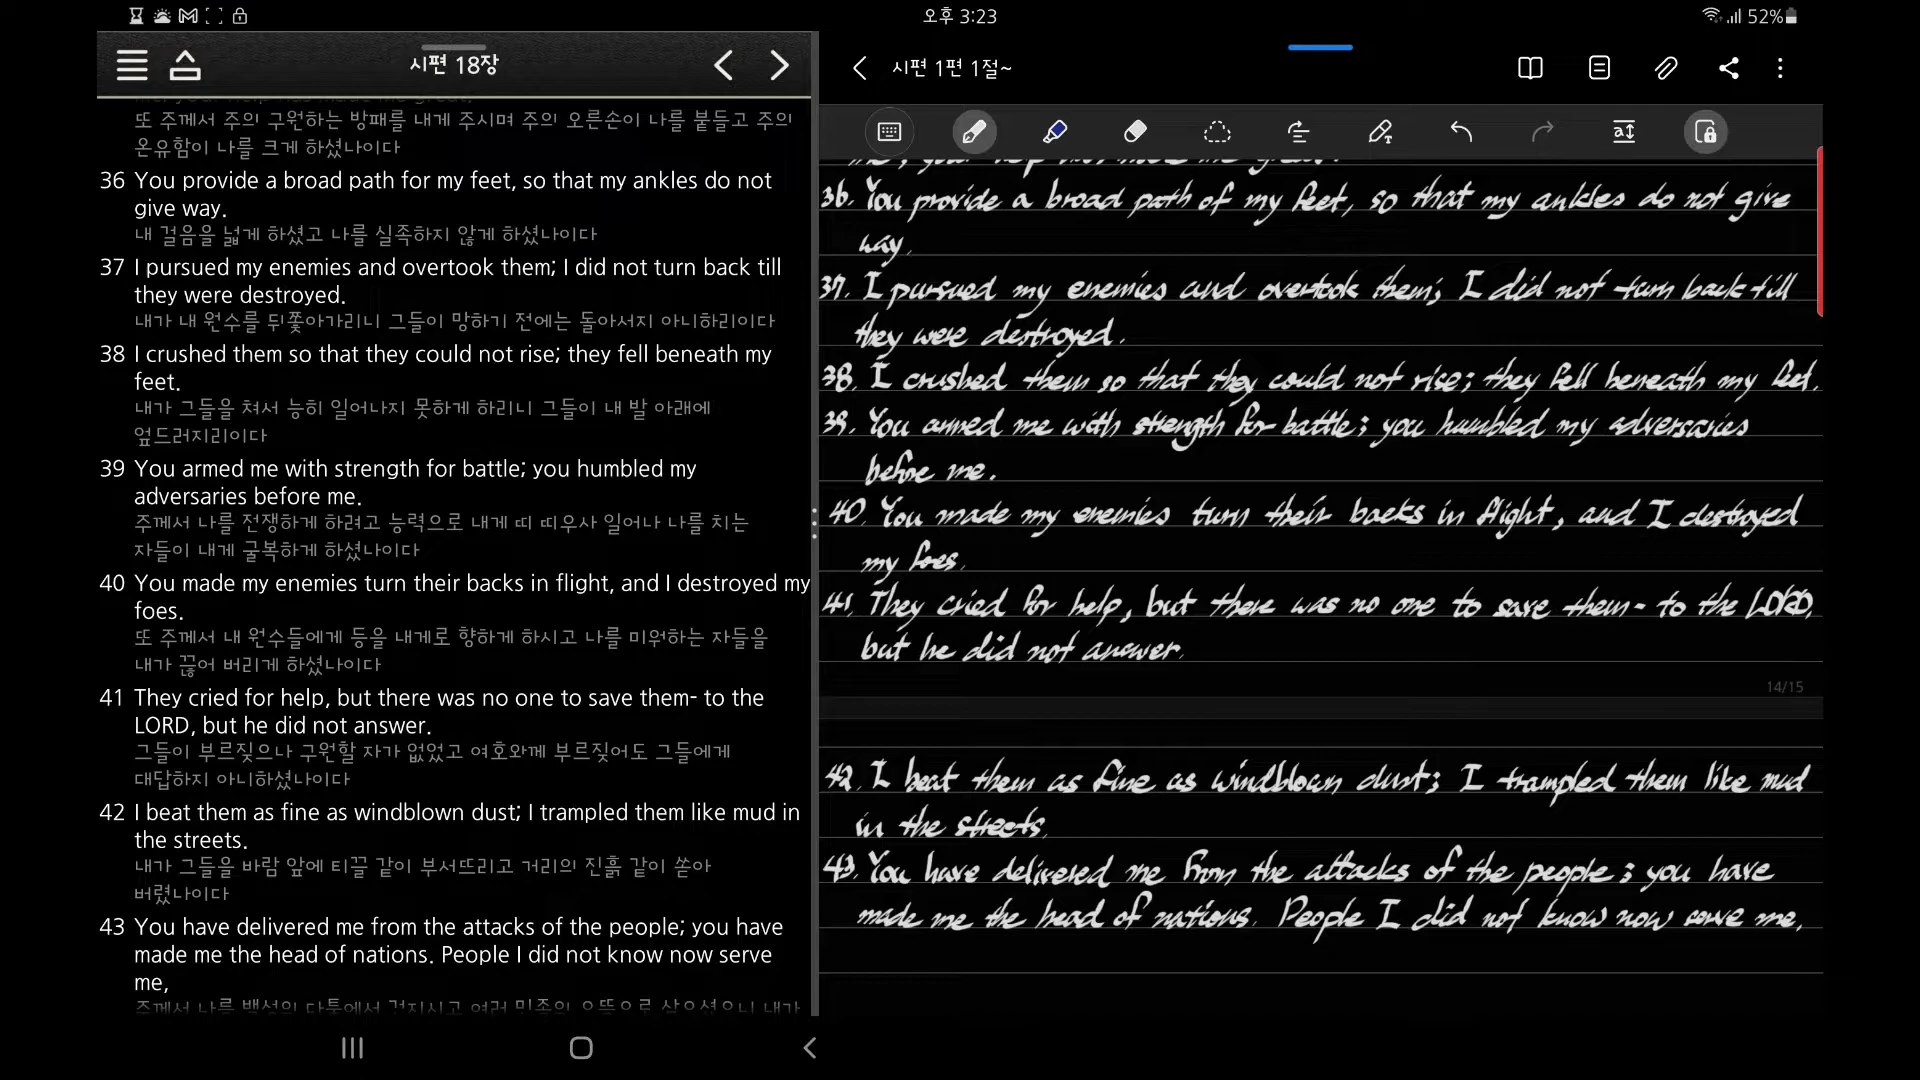 오후 3:23
52%
시편 18장
또 주께서 주의 구원하는 방패를 내게 주시며 주의 오른손이 나를 붙들고 주의
온유함이 나를 크게 하셨나이다
36 You provide a broad path for my feet, so that my ankles do not
give way.
내 걸음을 넓게 하셨고 나를 실족하지 않게 하셨나이다
37 I pursued my enemies and overtook them; I did not turn back till
they were destroyed.
내가 내 원수를 뒤쫓아가리니 그들이 망하기 전에는 돌아서지 아니하리이다
38 I crushed them so that they could not rise; they fell beneath my
feet.
내가 그들을 쳐서 능히 일어나지 못하게 하리니 그들이 내 발 아래에
엎드러지리이다
39 You armed me with strength for battle; you humbled my
adversaries before me.
주께서 나를 전쟁하게 하려고 능력으로 내게 띠 띠우사 일어나 나를 치는
자들이 내게 굴복하게 하셨나이다
40 You made my enemies turn their backs in flight, and I destroyed my
foes.
또 주께서 내 원수들에게 등을 내게로 향하게 하시고 나를 미워하는 자들을
내가 끊어 버리게 하셨나이다
41 They cried for help, but there was no one to save them- to the
LORD, but he did not answer.
그들이 부르짖으나 구원할 자가 없었고 여호와께 부르짖어도 그들에게
대답하지 아니하셨나이다
42 I beat them as fine as windblown dust; I trampled them like mud in
the streets.
내가 그들을 바람 앞에 티끌 같이 부서뜨리고 거리의 진흙 같이 쏟아
버렸나이다
43 You have delivered me from the attacks of the people; you have
made me the head of nations. People I did not know now serve
me,
시편 1편 1절~
36. You provide a broad path of my feet, so that my ankles do not give
way.
37. I pursued my enemies and overtook them; I did not turn back till
they were destroyed.
38. I crushed them so that they could not rise; they fell beneath my feet.
39. You armed me with strength for battle; you humbled my adversaries
before me.
40. You made my enemies turn their backs in flight, and I destroyed
my foes.
41. They cried for help, but there was no one to save them- to the LORD,
but he did not answer.
14/15
42. I beat them as fine as windblown dust; I trampled them like mud
in the streets.
43. You have delivered me from the attacks of the people; you have
made me the head of nations. People I did not know now serve me,